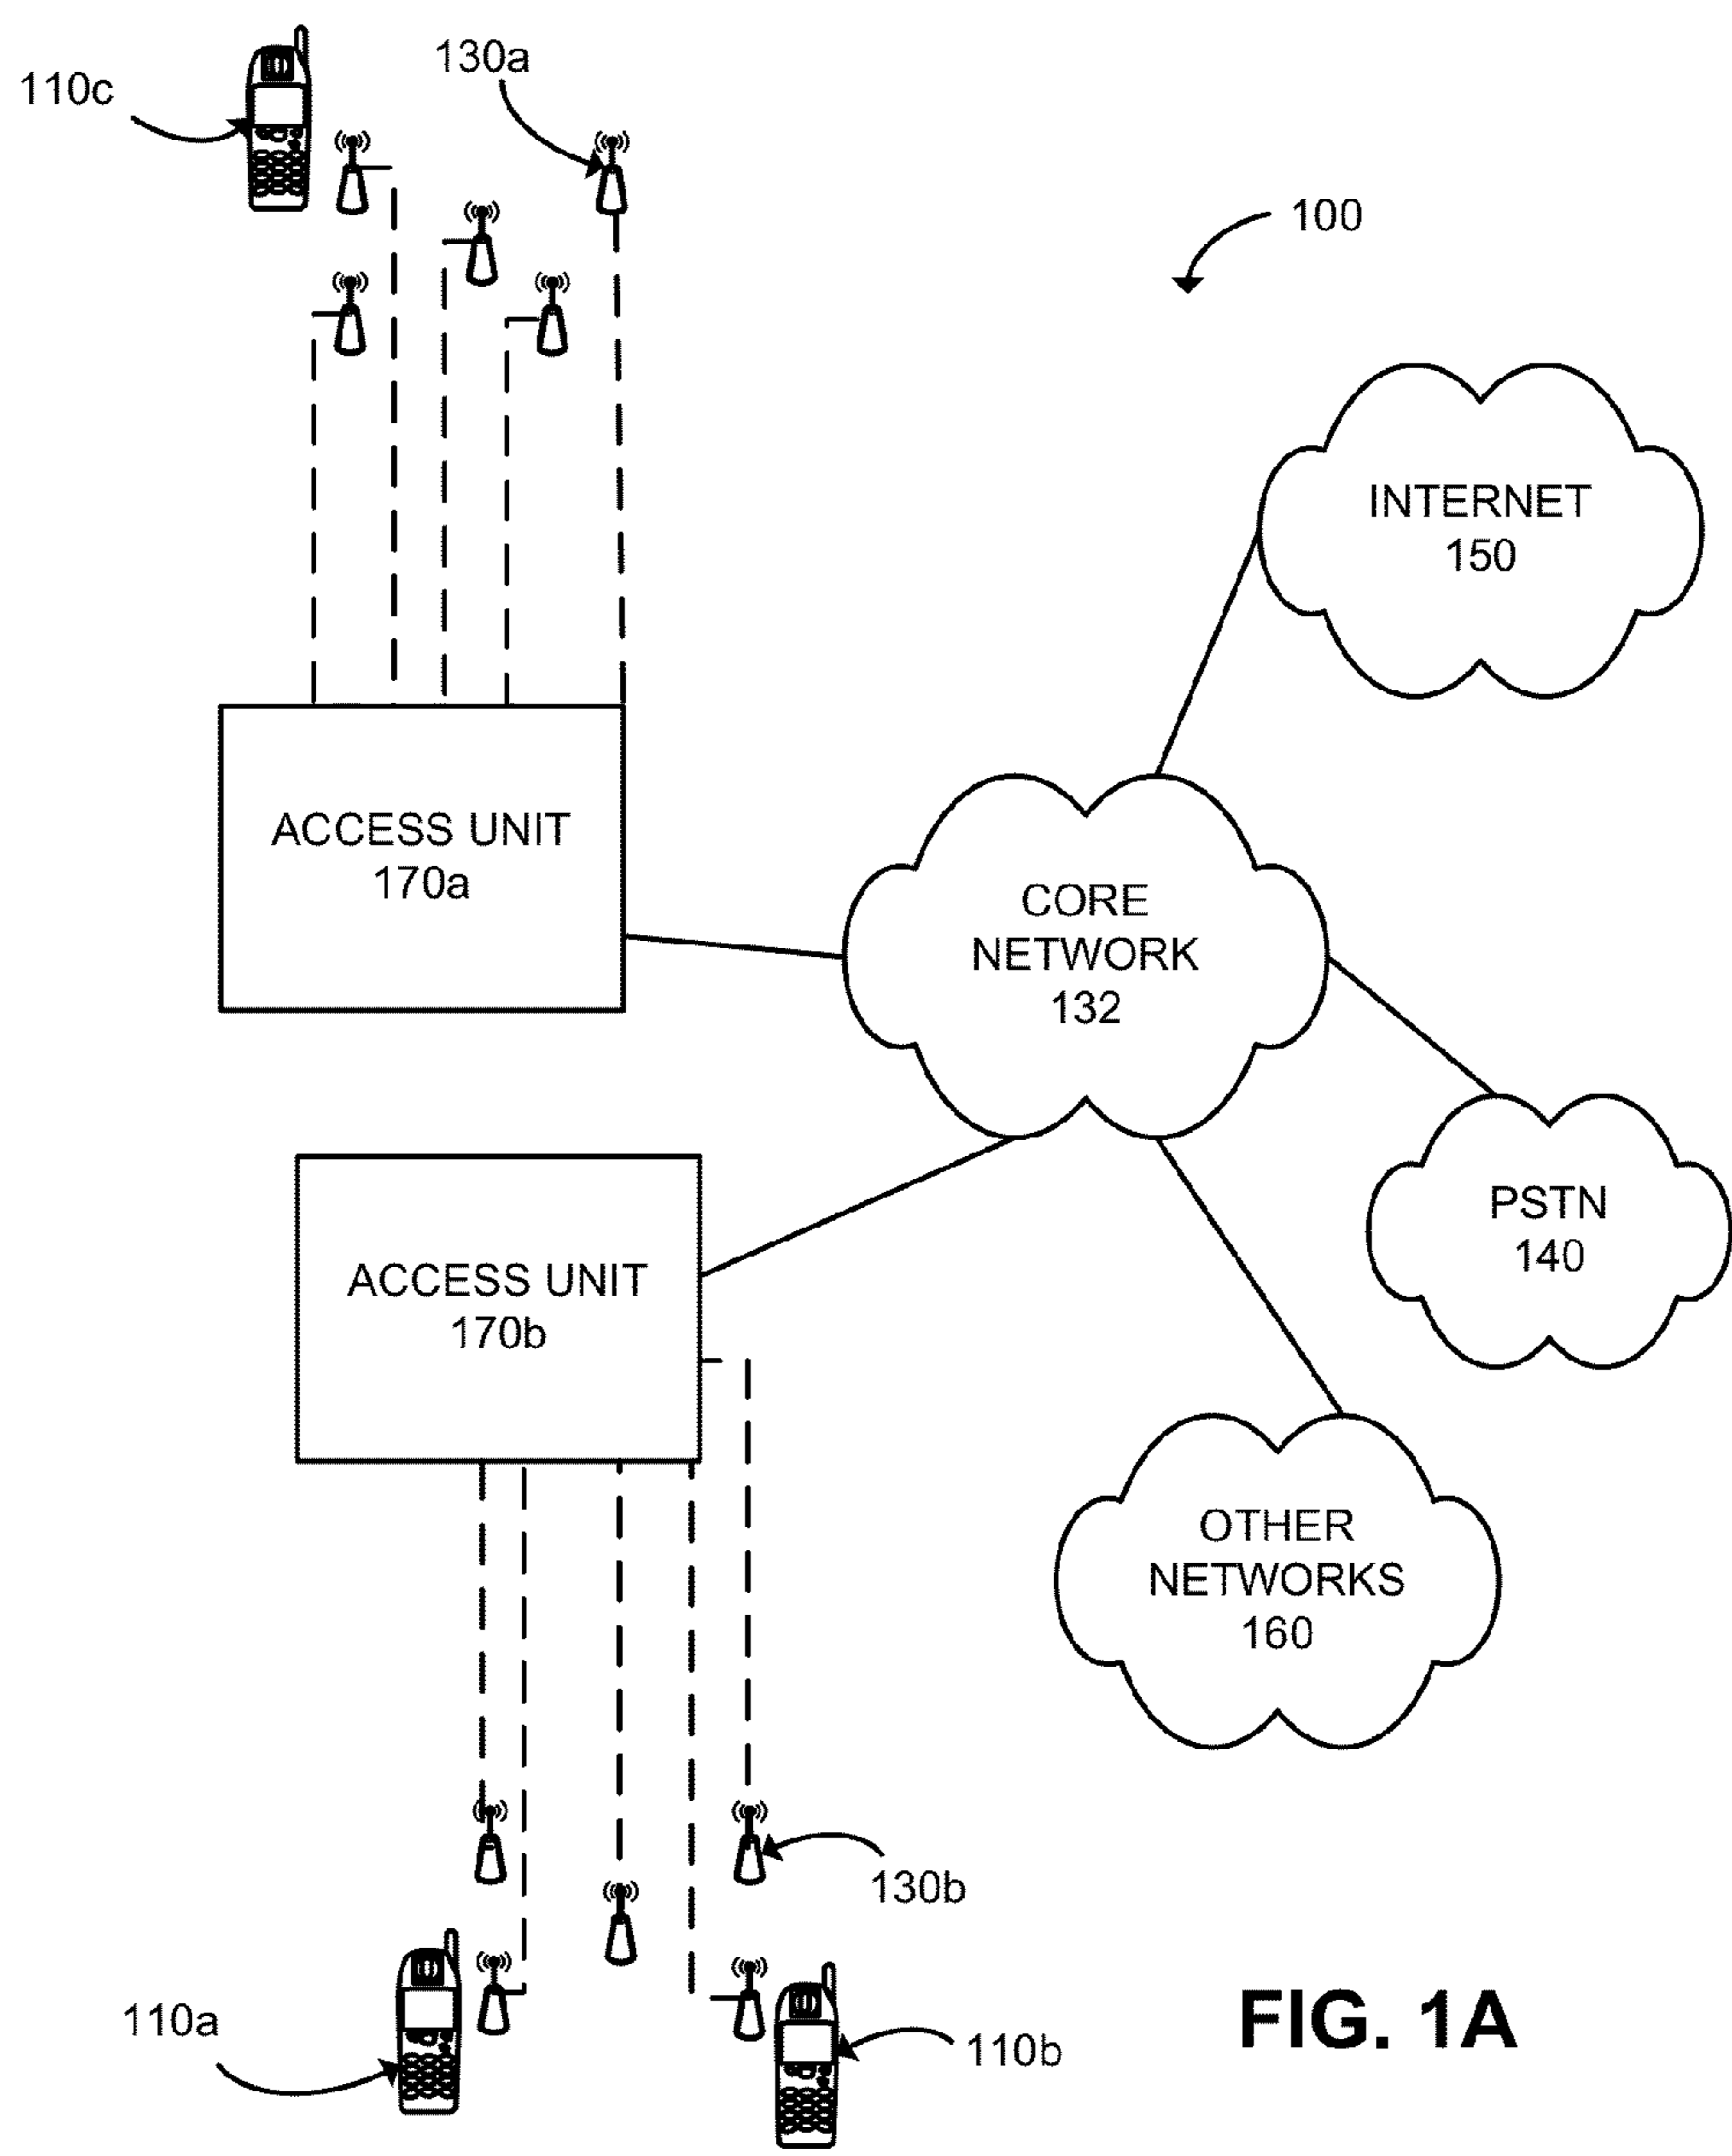 110c
130a
100
INTERNET
150
ACCESS UNIT
170a
CORE
NETWORK
132
PSTN
140
ACCESS UNIT
170b
OTHER
NETWORKS
160
130b
110a
110b
FIG. 1A